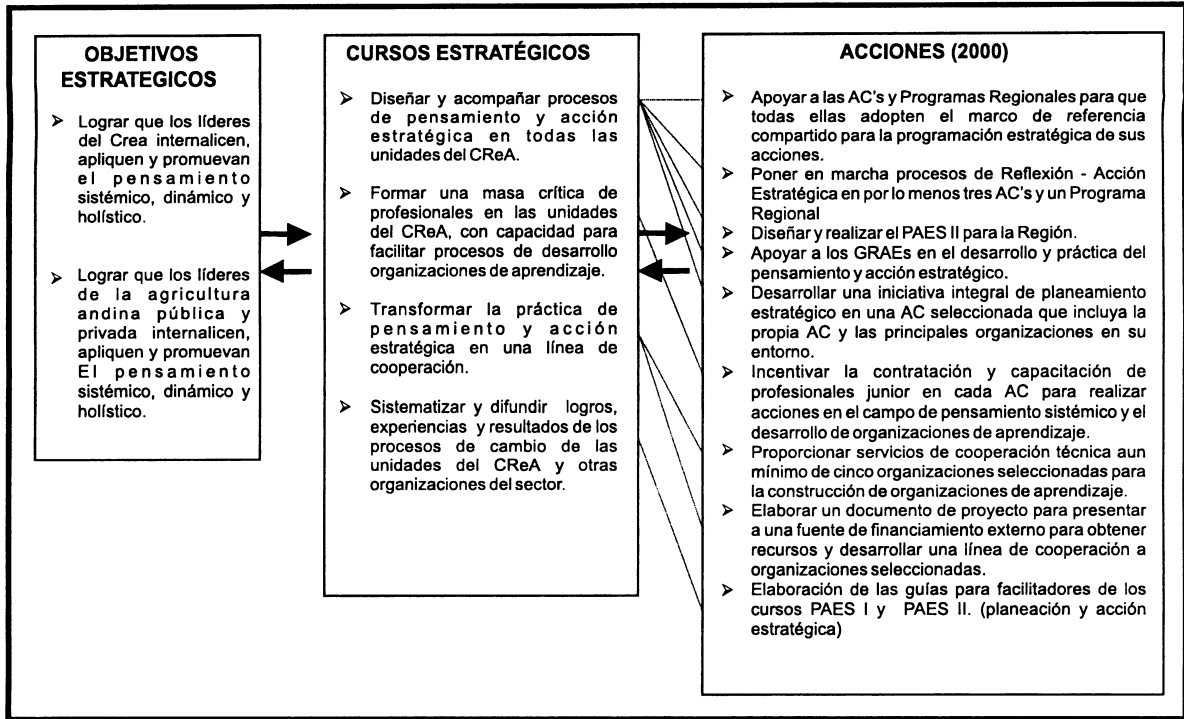 OBJETIVOS
ESTRATEGICOS
➢ Lograr que los líderes
del Crea internalicen,
apliquen y promuevan
el pensamiento
sistémico, dinámico y
holístico.
➢ Lograr que los líderes
de la agricultura
andina pública y
privada internalicen,
apliquen y promuevan
El pensamiento
sistémico, dinámico y
holístico.
CURSOS ESTRATÉGICOS
➢ Diseñar y acompañar procesos
de pensamiento y acción
estratégica en todas las
unidades del CReA.
➢ Formar una masa crítica de
profesionales en las unidades
del CReA, con capacidad para
facilitar procesos de desarrollo
organizaciones de aprendizaje.
➢ Transformar la práctica de
pensamiento y acción
estratégica en una línea de
cooperación.
➢ Sistematizar y difundir logros,
experiencias y resultados de los
procesos de cambio de las
unidades del CReA y otras
organizaciones del sector.
ACCIONES (2000)
➢ Apoyar a las AC's y Programas Regionales para que
todas ellas adopten el marco de referencia
compartido para la programación estratégica de sus
acciones.
➢ Poner en marcha procesos de Reflexión - Acción
Estratégica en por lo menos tres AC's y un Programa
Regional
➢ Diseñar y realizar el PAES II para la Región.
➢ Apoyar a los GRAEs en el desarrollo y práctica del
pensamiento y acción estratégico.
➢ Desarrollar una iniciativa integral de planeamiento
estratégico en una AC seleccionada que incluya la
propia AC y las principales organizaciones en su
entorno.
➢ Incentivar la contratación y capacitación de
profesionales junior en cada AC para realizar
acciones en el campo de pensamiento sistémico y el
desarrollo de organizaciones de aprendizaje.
➢ Proporcionar servicios de cooperación técnica aun
mínimo de cinco organizaciones seleccionadas para
la construcción de organizaciones de aprendizaje.
➢ Elaborar un documento de proyecto para presentar
a una fuente de financiamiento externo para obtener
recursos y desarrollar una línea de cooperación a
organizaciones seleccionadas.
➢ Elaboración de las guías para facilitadores de los
cursos PAES I y PAES II. (planeación y acción
estratégica)